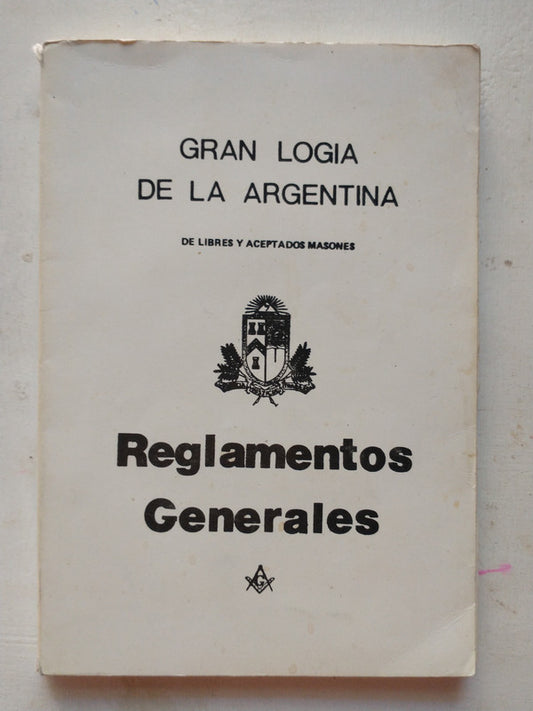 GRAN LOGIA
DE LA ARGENTINA
DE LIBRES Y ACEPTADOS MASONES
Reglamentos
Generales
G